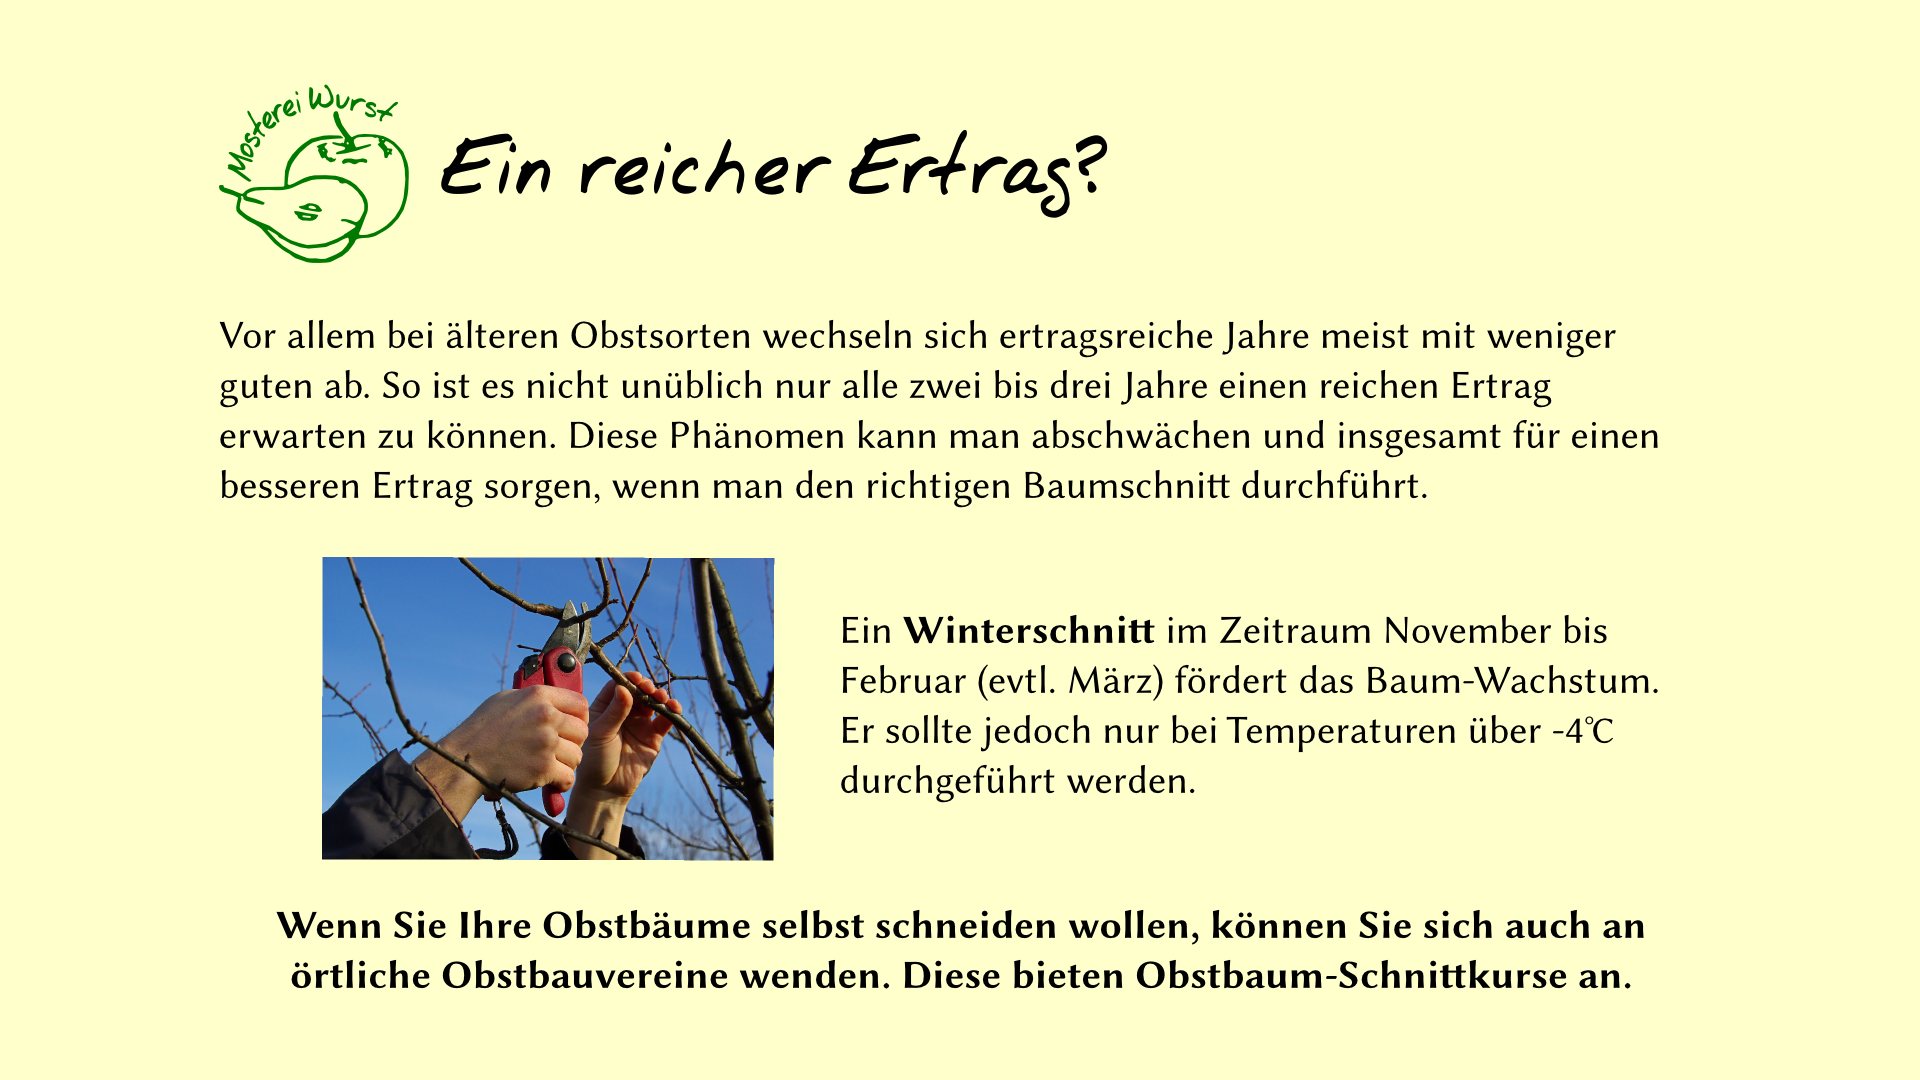 Mosterei Wurst
Ein reicher Ertrag?
Vor allem bei älteren Obstsorten wechseln sich ertragsreiche Jahre meist mit weniger
guten ab. So ist es nicht unüblich nur alle zwei bis drei Jahre einen reichen Ertrag
erwarten zu können. Diese Phänomen kann man abschwächen und insgesamt für einen
besseren Ertrag sorgen, wenn man den richtigen Baumschnitt durchführt.
Ein Winterschnitt im Zeitraum November bis
Februar (evtl. März) fördert das Baum-Wachstum.
Er sollte jedoch nur bei Temperaturen über -4°C
durchgeführt werden.
Wenn Sie Ihre Obstbäume selbst schneiden wollen, können Sie sich auch an
örtliche Obstbauvereine wenden. Diese bieten Obstbaum-Schnittkurse an.